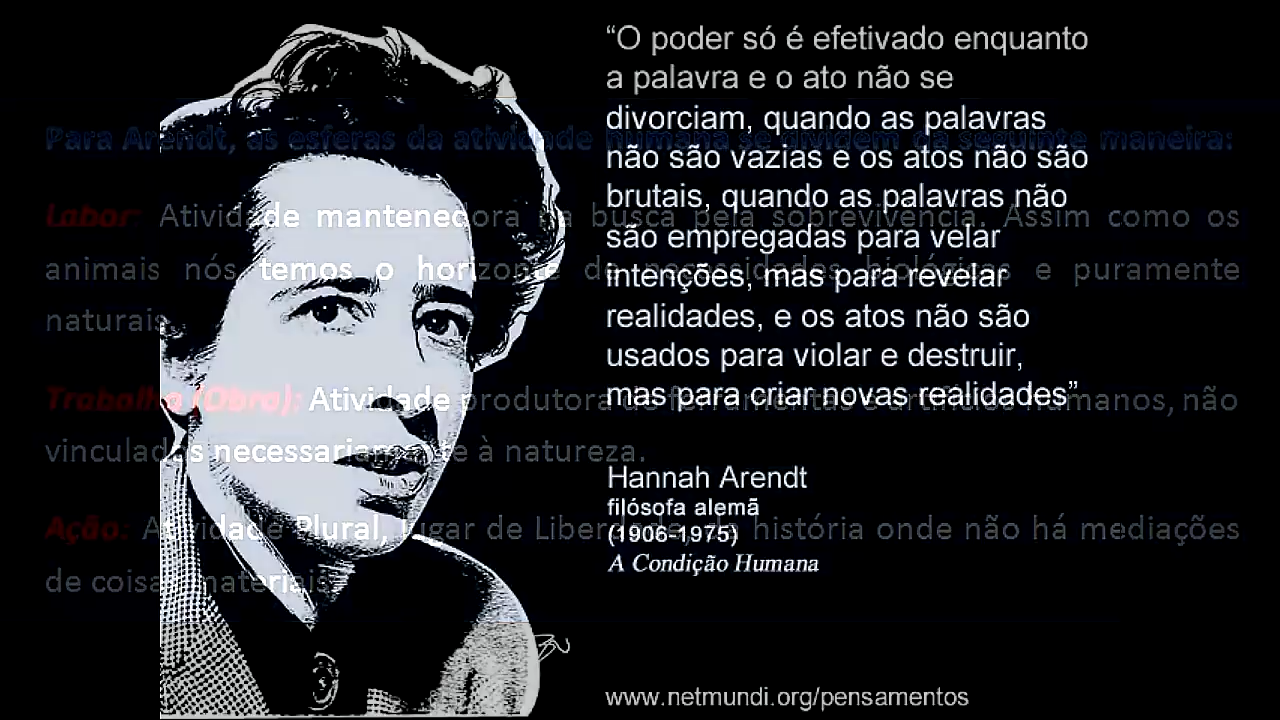 “O poder só é efetivado enquanto
a palavra e o ato não se
divorciam, quando as palavras
não são vazias e os atos não são
brutais, quando as palavras não
são empregadas para velar
intenções, mas para revelar
realidades, e os atos não são
usados para violar e destruir,
mas para criar novas realidades”
Hannah Arendt
filósofa alemã
(1906-1975)
A Condição Humana
www.netmundi.org/pensamentos
Para Arendt, as esferas da atividade humana se dividem da seguinte maneira:
Labor: Atividade mantenedora da busca pela sobrevivência. Assim como os
animais nós temos o horizonte de necessidades biológicas e puramente
naturais
Trabalho (Obra): Atividade produtora de ferramentas e artifícios humanos, não
vinculadas necessariamente à natureza.
Ação: Atividade Plural, lugar de Liberdade, da história onde não há mediações
de coisas materiais